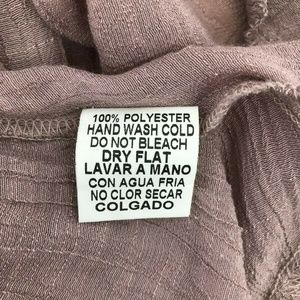 100% POLYESTER
HAND WASH COLD
DO NOT BLEACH
DRY FLAT
LAVAR A MANO
CON AGUA FRIA
NO CLOR SECAR
COLGADO